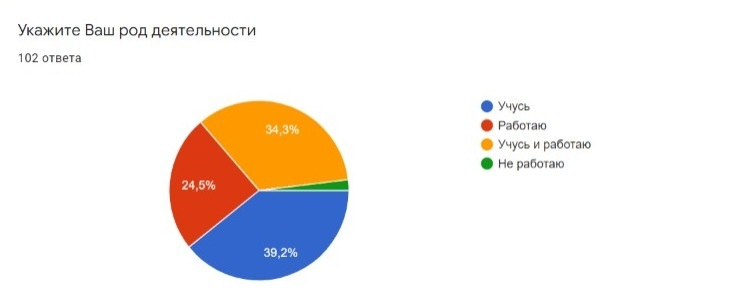 Укажите Ваш род деятельности
102 ответа
34,3%
24,5%
39,2%
Учусь
Работаю
Учусь и работаю
Не работаю